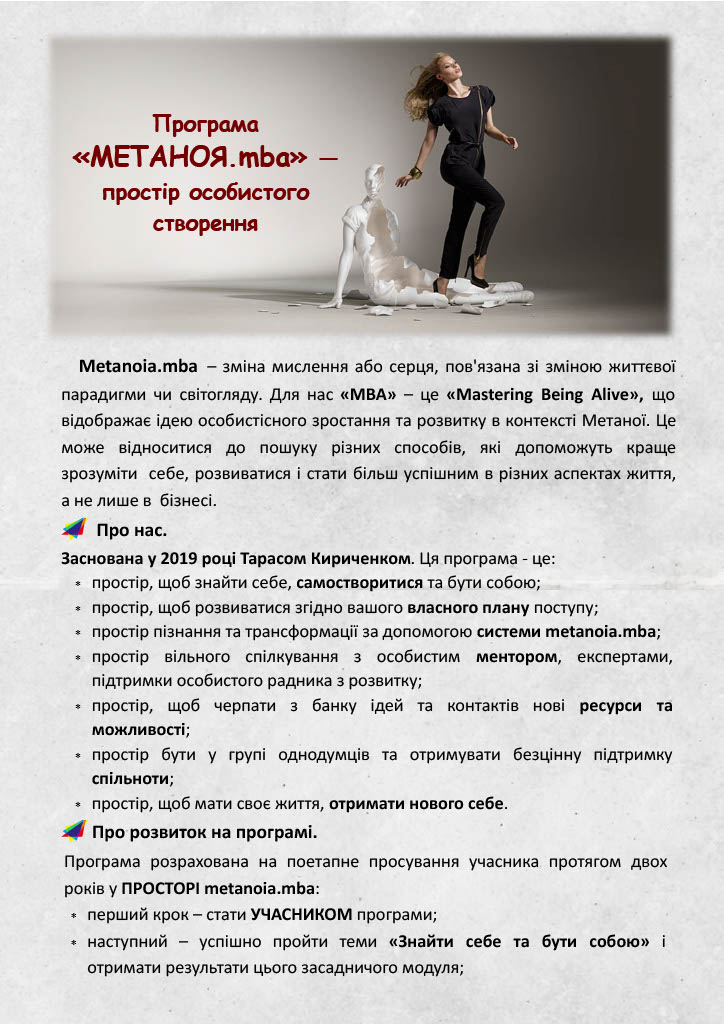 Програма
«МЕТАНОЯ.mba» —
простір особистого
створення
Metanoia.mba – зміна мислення або серця, пов'язана зі зміною життєвої
парадигми чи світогляду. Для нас «МВА» – це «Mastering Being Alive», що
відображає ідею особистісного зростання та розвитку в контексті Метаної. Це
може відноситися до пошуку різних способів, які допоможуть краще
зрозуміти себе, розвиватися і стати більш успішним в різних аспектах життя,
а не лише в бізнесі.
Про нас.
Заснована у 2019 році Тарасом Кириченком. Ця програма - це:
* простір, щоб знайти себе, самостворитися та бути собою;
* простір, щоб розвиватися згідно вашого власного плану поступу;
* простір пізнання та трансформації за допомогою системи metanoia.mba;
* простір вільного спілкування з особистим ментором, експертами,
підтримки особистого радника з розвитку;
* простір, щоб черпати з банку ідей та контактів нові ресурси та
можливості;
* простір бути у групі однодумців та отримувати безцінну підтримку
спільноти;
* простір, щоб мати своє життя, отримати нового себе.
Про розвиток на програмі.
Програма розрахована на поетапне просування учасника протягом двох
років у ПРОСТОРІ metanoia.mba:
* перший крок – стати УЧАСНИКОМ програми;
* наступний – успішно пройти теми «Знайти себе та бути собою» і
отримати результати цього засадничого модуля;